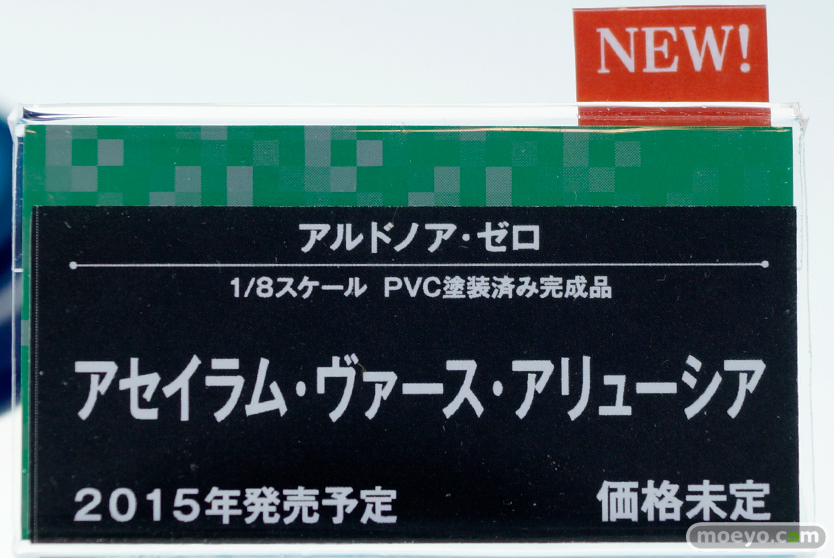 NEW!
アルドノア・ゼロ
1/8スケール PVC塗装済み完成品
アセイラム・ヴァース・アリューシア
2015年発売予定 価格未定
moeyo.com